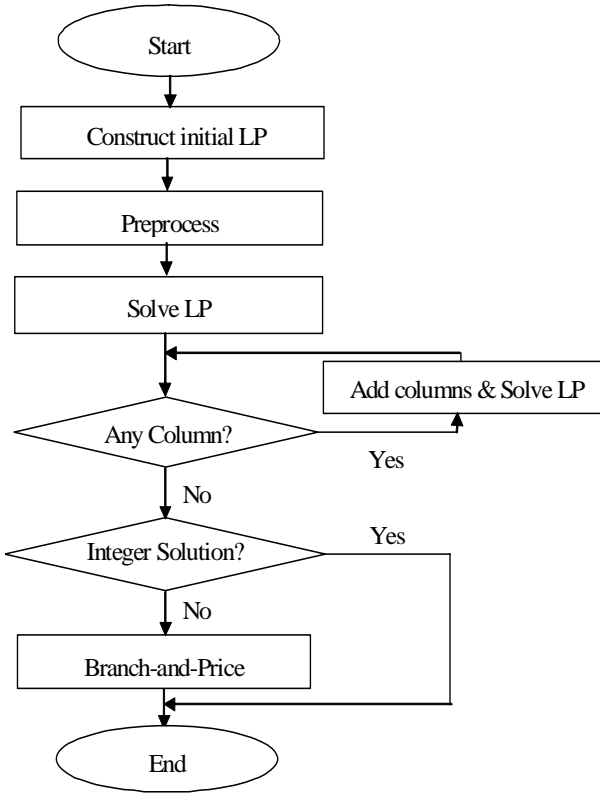 Start
Construct initial LP
Preprocess
Solve LP
Add columns & Solve LP
Any Column?
Yes
No
Integer Solution?
Yes
No
Branch-and-Price
End